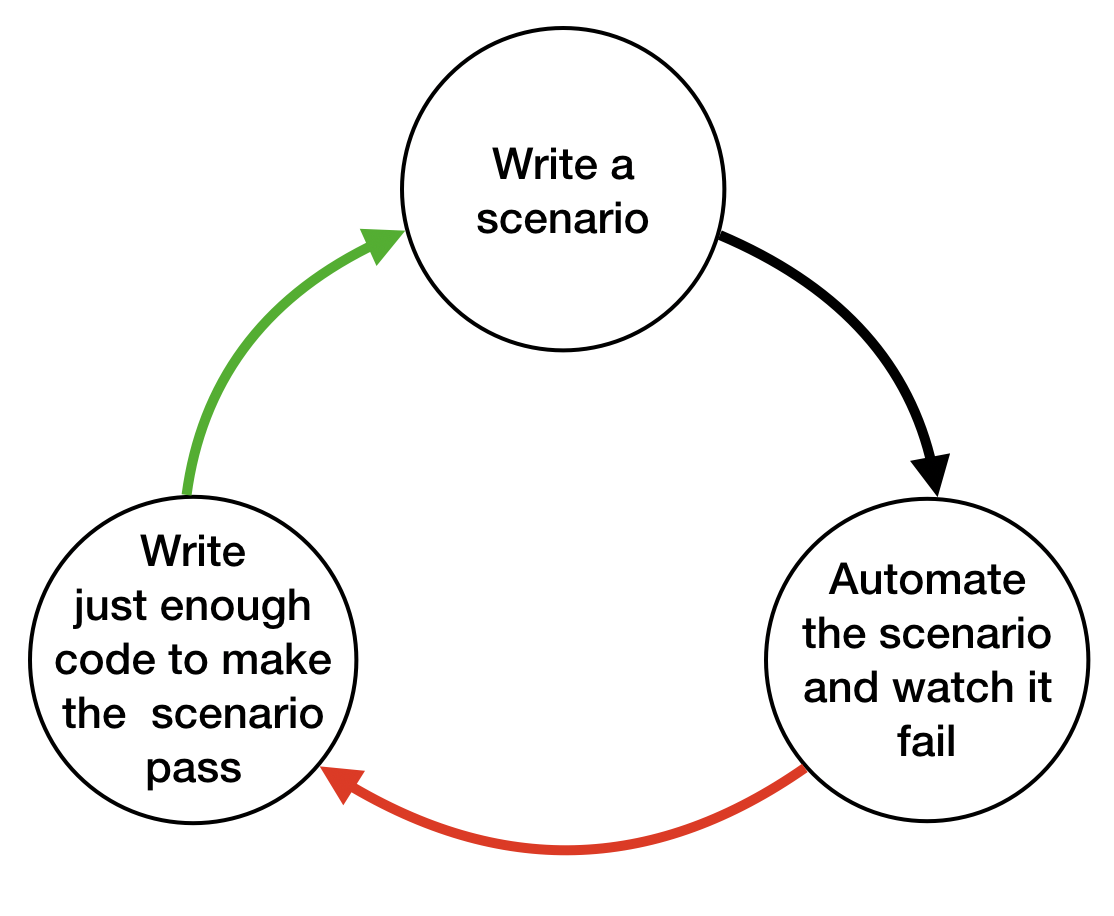 Write a
scenario
Automate
the scenario
and watch it
fail
Write
just enough
code to make
the  scenario
pass